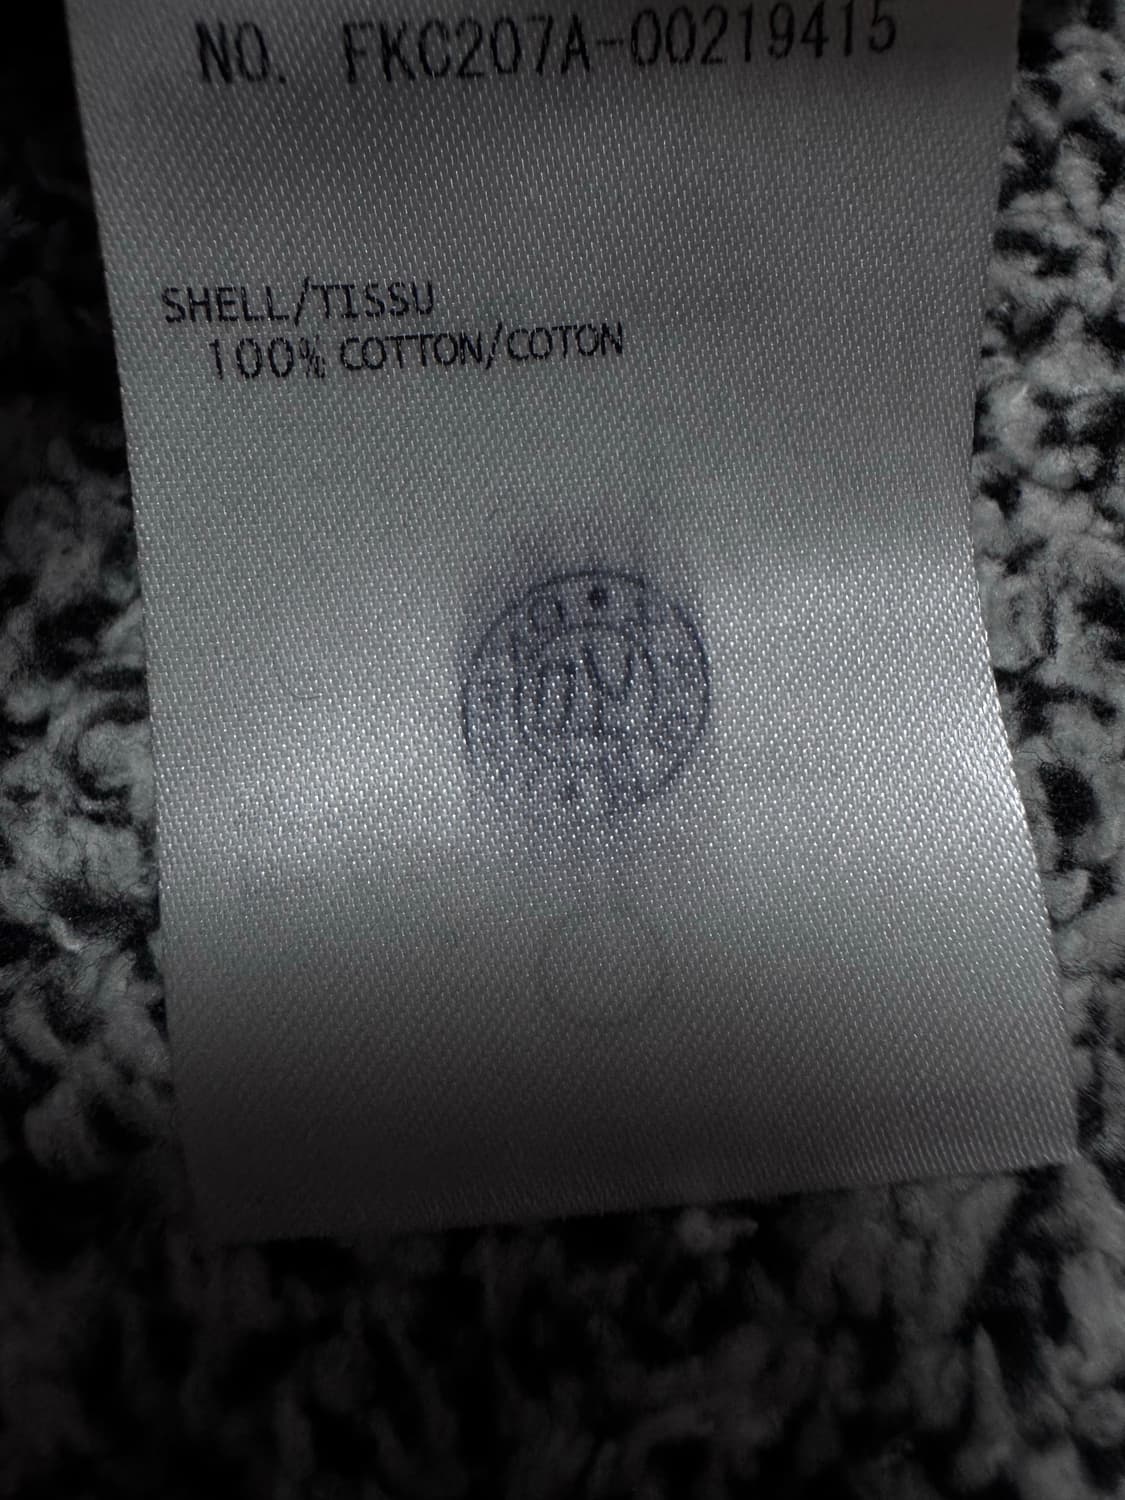 NO. FKC207A-00219415
SHELL/TISSU
100% COTTON/COTON